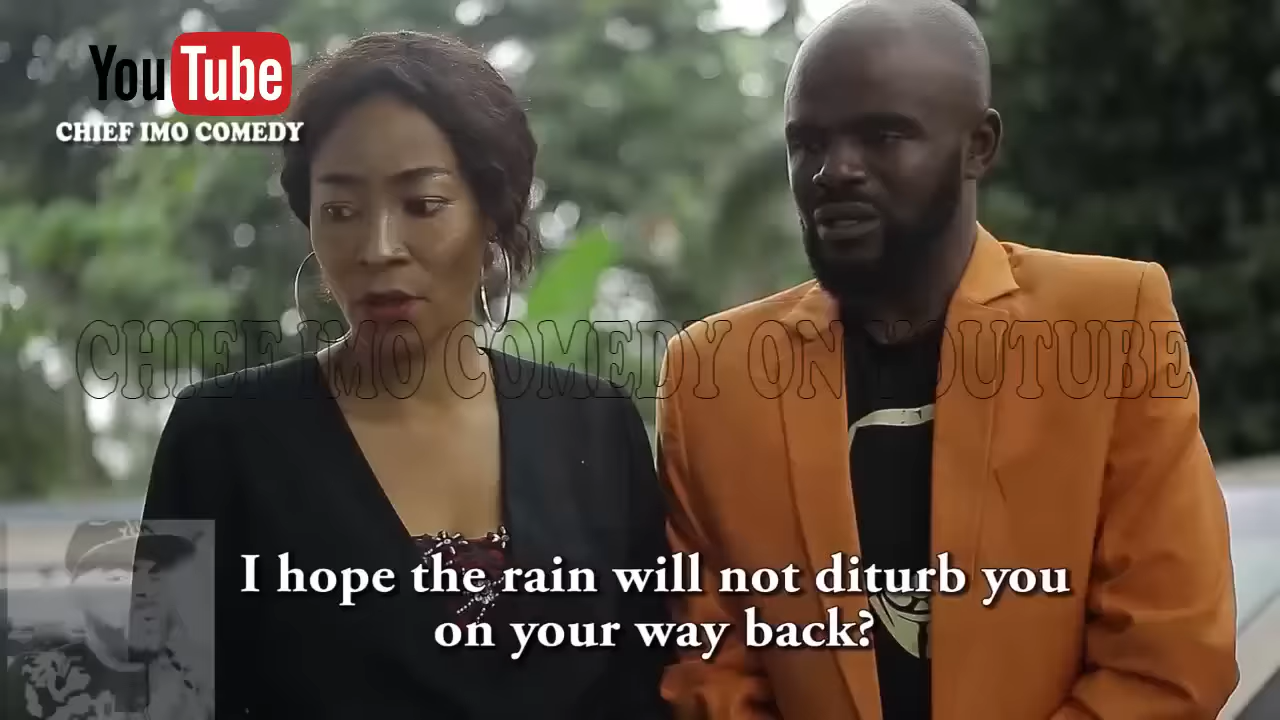 YouTube
CHIEF IMO COMEDY
CHIEF IMO COMEDY ON YOUTUBE
I hope the rain will not diturb you
on your way back?